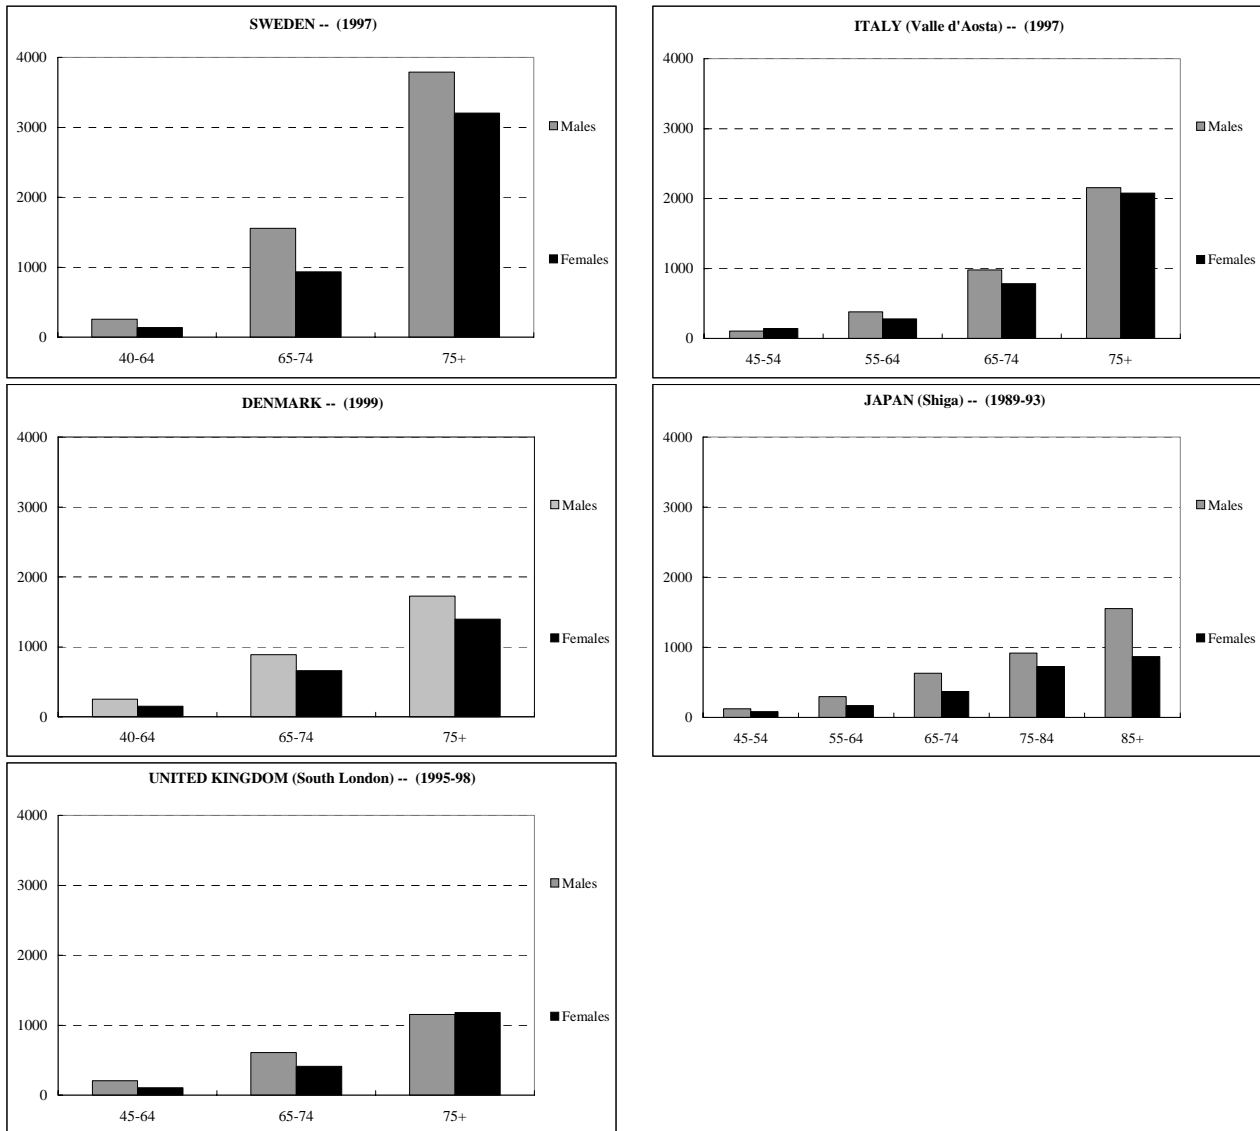 SWEDEN -- (1997)
4000
3000
2000
1000
0
40-64 65-74 75+
Males
Females
ITALY (Valle d'Aosta) -- (1997)
4000
3000
2000
1000
0
45-54 55-64 65-74 75+
Males
Females
DENMARK -- (1999)
4000
3000
2000
1000
0
40-64 65-74 75+
Males
Females
JAPAN (Shiga) -- (1989-93)
4000
3000
2000
1000
0
45-54 55-64 65-74 75-84 85+
Males
Females
UNITED KINGDOM (South London) -- (1995-98)
4000
3000
2000
1000
0
45-64 65-74 75+
Males
Females